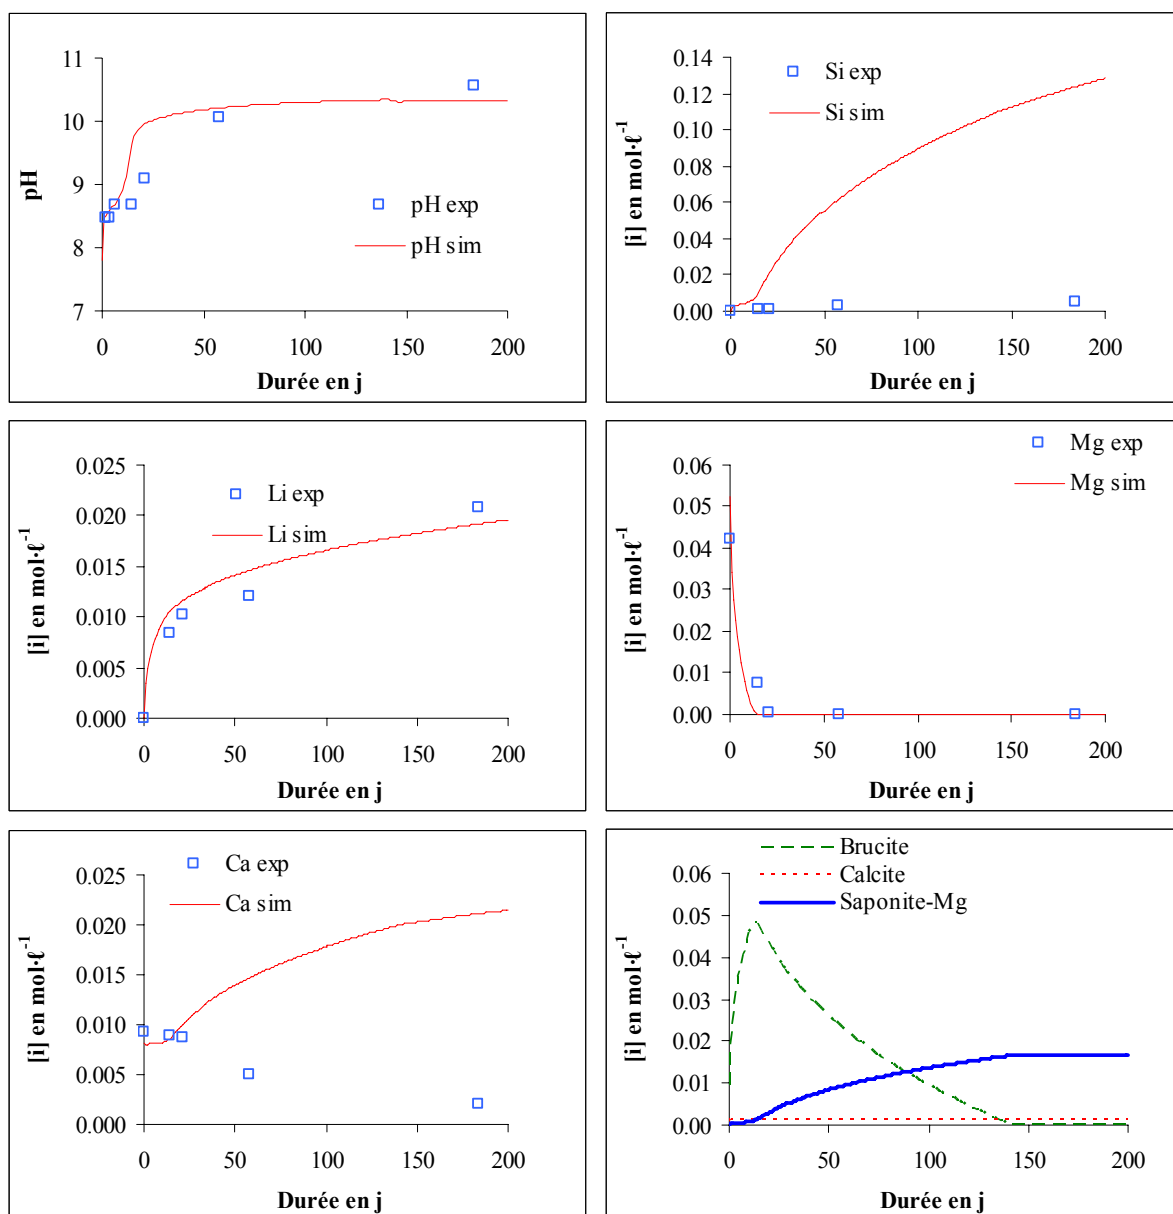 11
10
9
8
7
pH
pH exp
pH sim
0 50 100 150 200
Durée en j
0.14
0.12
0.10
0.08
0.06
0.04
0.02
0.00
[i] en mol·ℓ⁻¹
Si exp
Si sim
0 50 100 150 200
Durée en j
0.025
0.020
0.015
0.010
0.005
0.000
[i] en mol·ℓ⁻¹
Li exp
Li sim
0 50 100 150 200
Durée en j
0.06
0.05
0.04
0.03
0.02
0.01
0.00
[i] en mol·ℓ⁻¹
Mg exp
Mg sim
0 50 100 150 200
Durée en j
0.025
0.020
0.015
0.010
0.005
0.000
[i] en mol·ℓ⁻¹
Ca exp
Ca sim
0 50 100 150 200
Durée en j
0.06
0.05
0.04
0.03
0.02
0.01
0.00
[i] en mol·ℓ⁻¹
Brucite
Calcite
Saponite-Mg
0 50 100 150 200
Durée en j